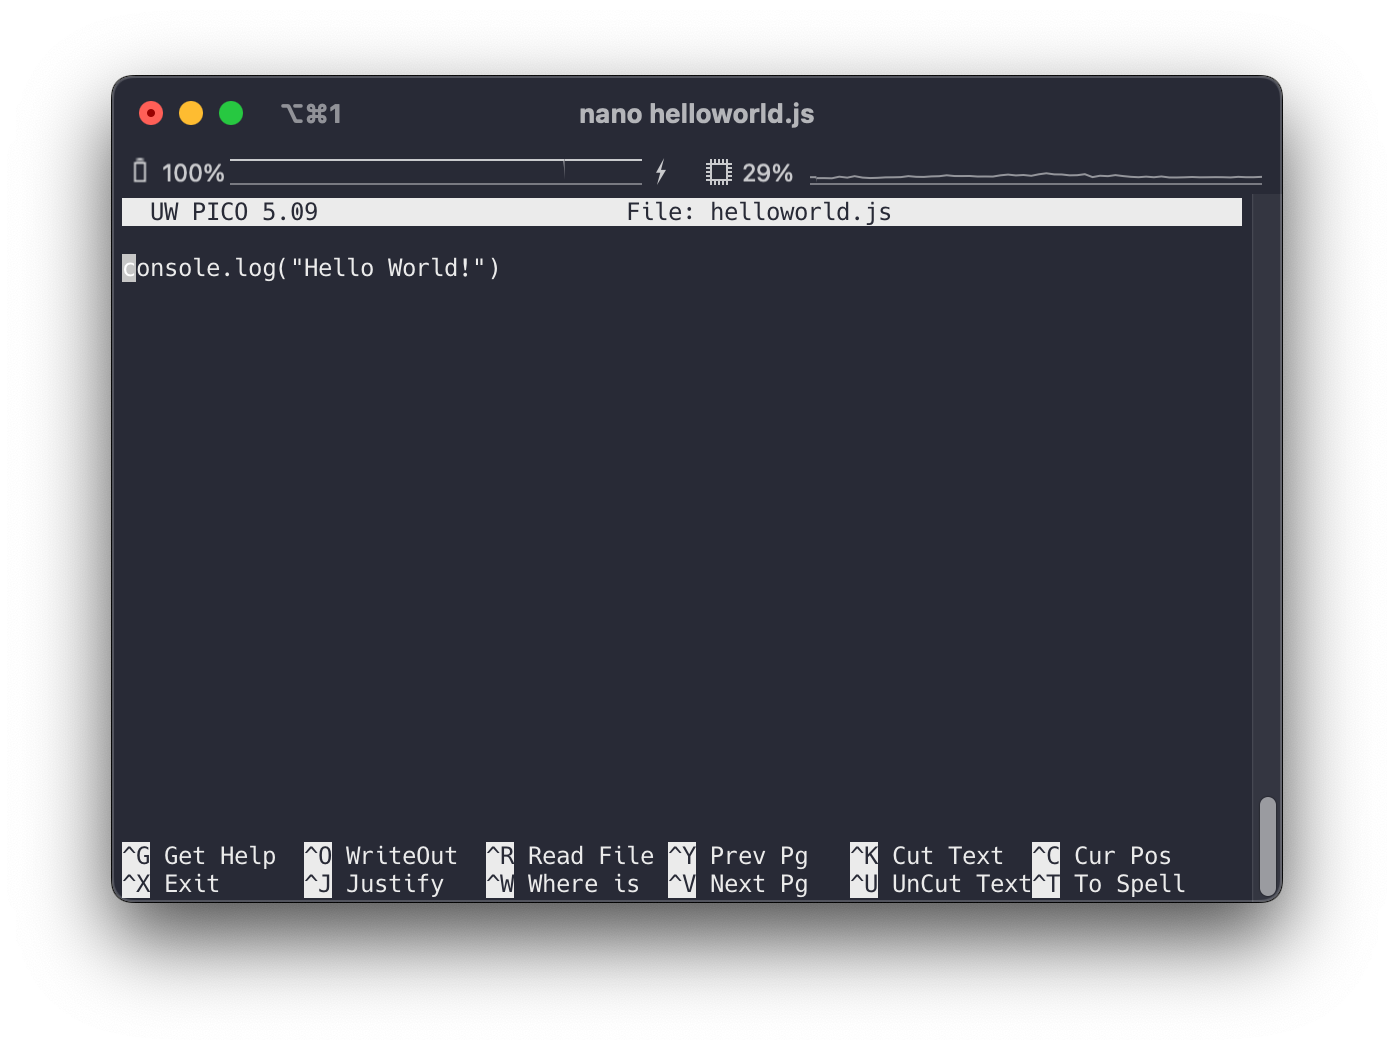 ⌥⌘1 nano helloworld.js
100% 29%
UW PICO 5.09 File: helloworld.js
console.log("Hello World!")
^G Get Help ^O WriteOut ^R Read File ^Y Prev Pg ^K Cut Text ^C Cur Pos
^X Exit ^J Justify ^W Where is ^V Next Pg ^U UnCut Text ^T To Spell